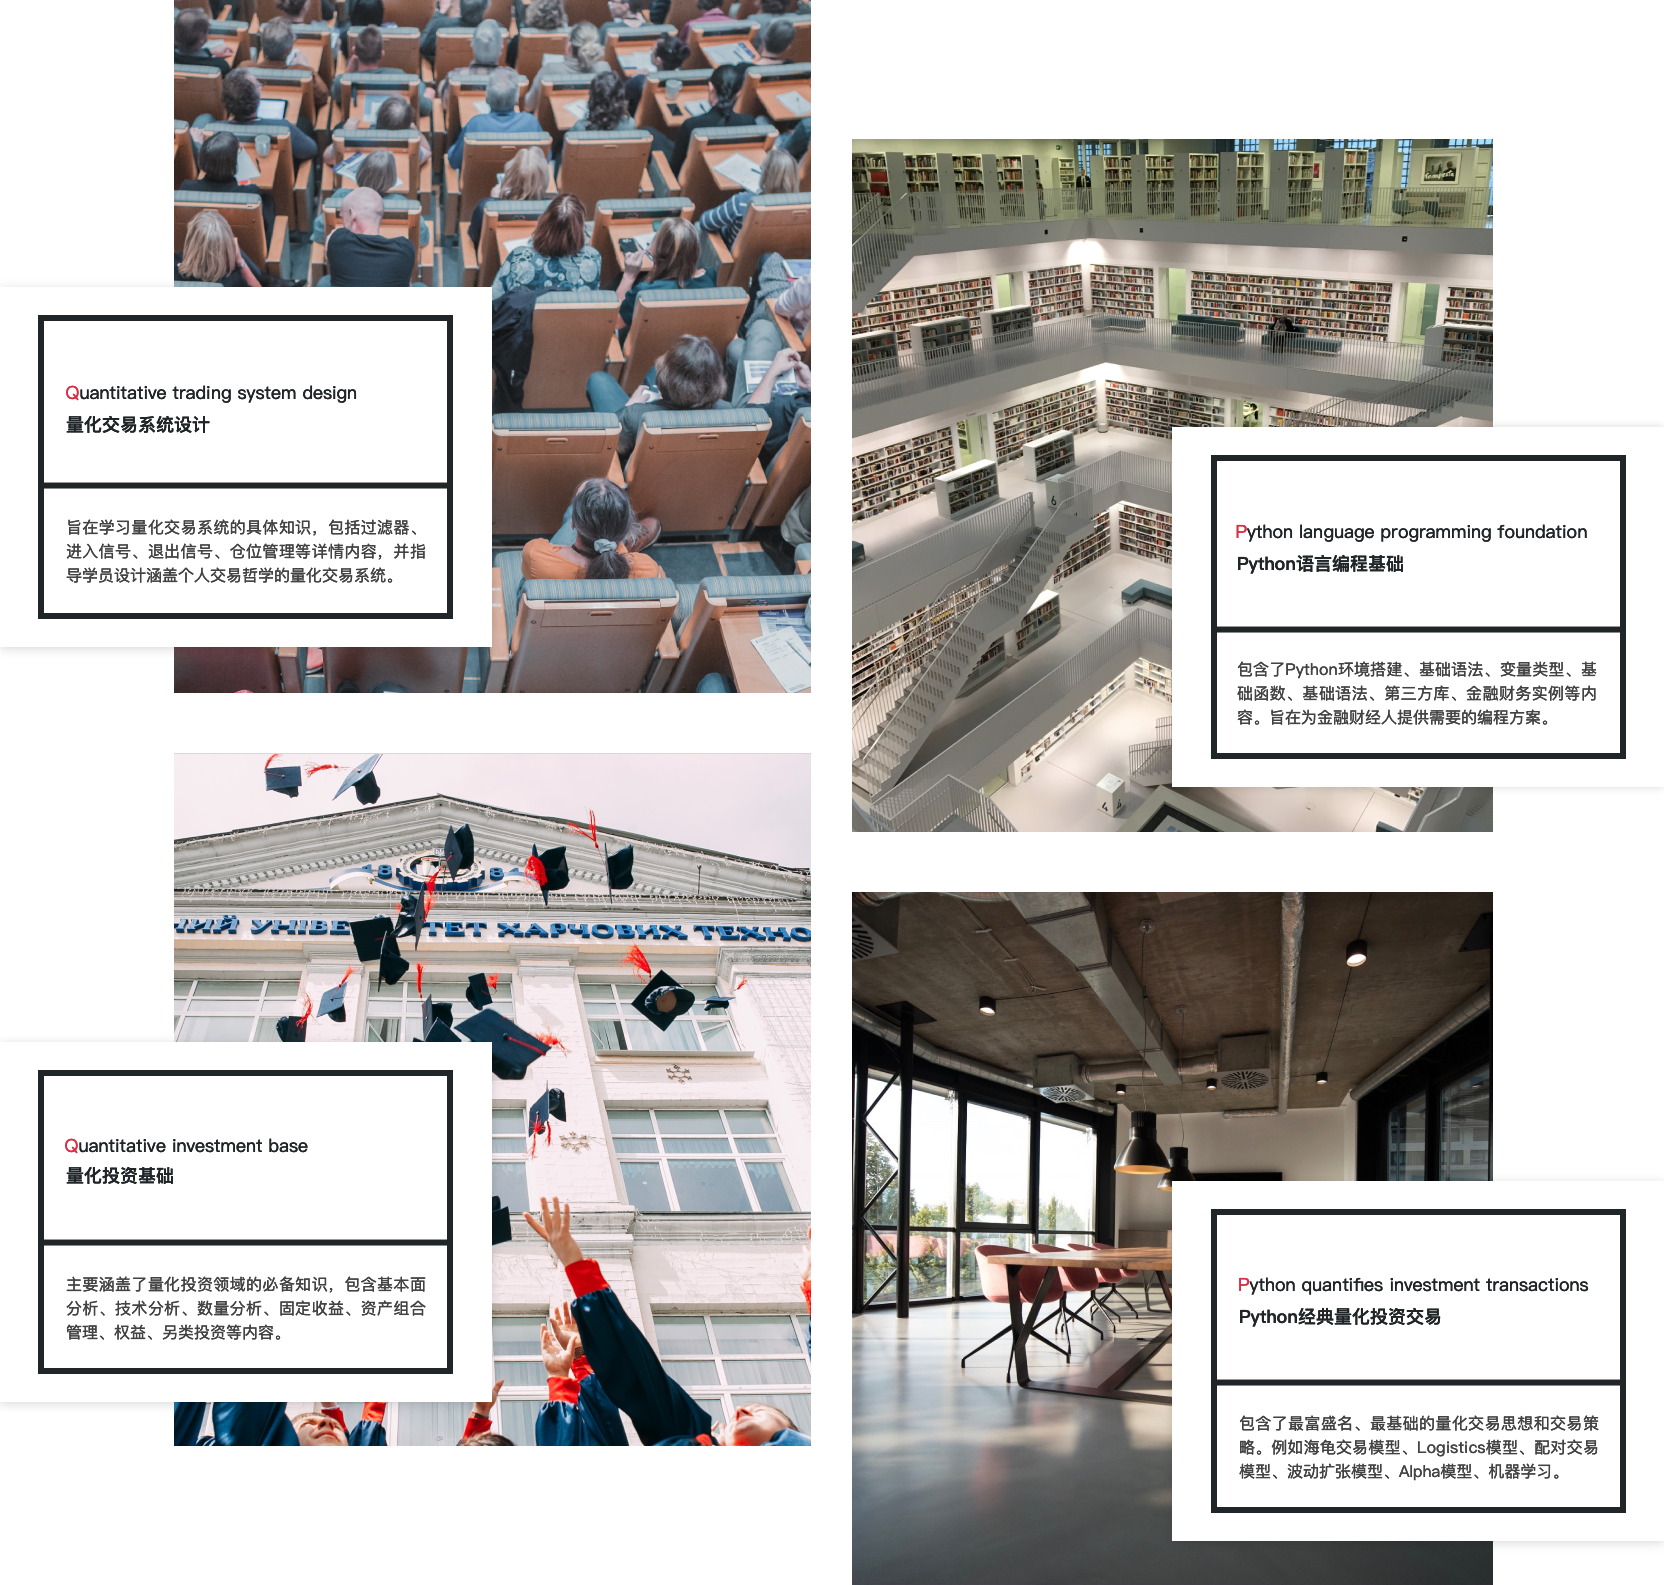 Quantitative trading system design
量化交易系统设计
旨在学习量化交易系统的具体知识，包括过滤器、
进入信号、退出信号、仓位管理等详情内容，并指
导学员设计涵盖个人交易哲学的量化交易系统。
6
4
Python language programming foundation
Python语言编程基础
包含了Python环境搭建、基础语法、变量类型、基
础函数、基础语法、第三方库、金融财务实例等内
容。旨在为金融财经人提供需要的编程方案。
18 84
НИЙ УНІВЕ ИТЕТ ХАРЧОВИХ ТЕХНО
Quantitative investment base
量化投资基础
主要涵盖了量化投资领域的必备知识，包含基本面
分析、技术分析、数量分析、固定收益、资产组合
管理、权益、另类投资等内容。
Python quantifies investment transactions
Python经典量化投资交易
包含了最富盛名、最基础的量化交易思想和交易策
略。例如海龟交易模型、Logistics模型、配对交易
模型、波动扩张模型、Alpha模型、机器学习。